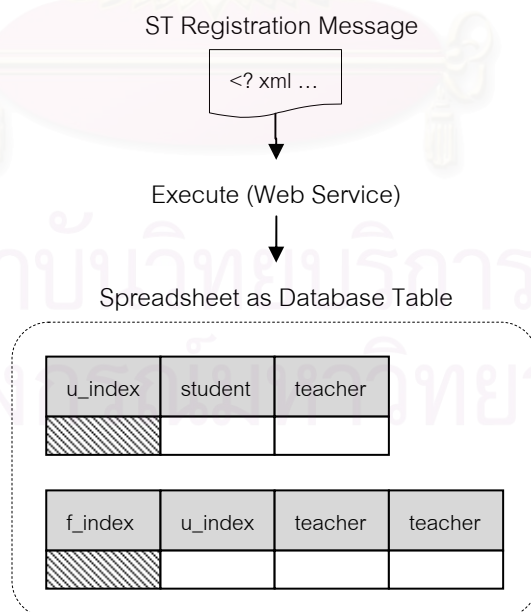 ST Registration Message
<? xml ...
Execute (Web Service)
Spreadsheet as Database Table
u_index student teacher
f_index u_index teacher teacher